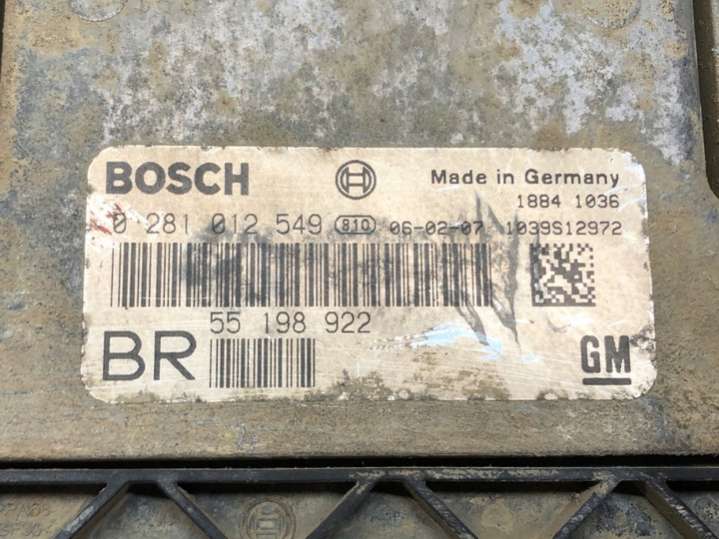 BOSCH
Made in Germany
1884 1036
0 281 012 549 810 06-02-07 1039S12972
55 198 922
BR
GM